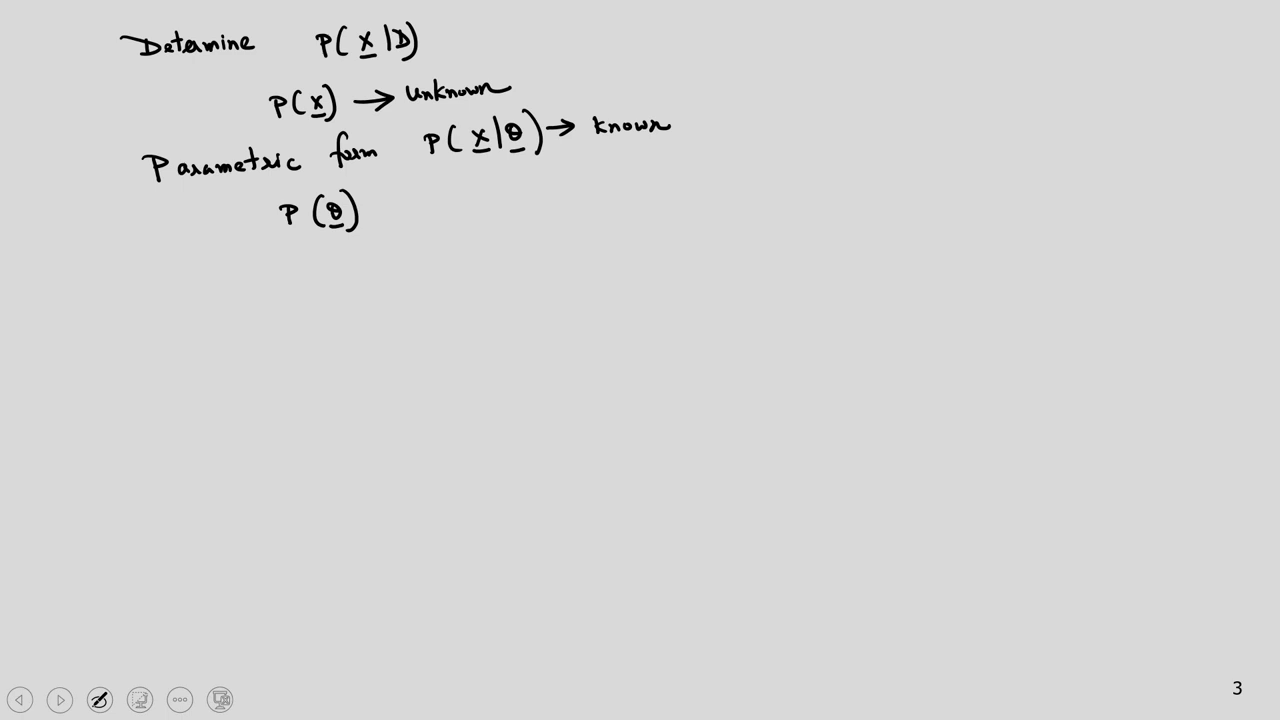 Determine P( x | D)
P( x ) → unknown
Parametric form P( x | θ ) → known
P ( θ )
3